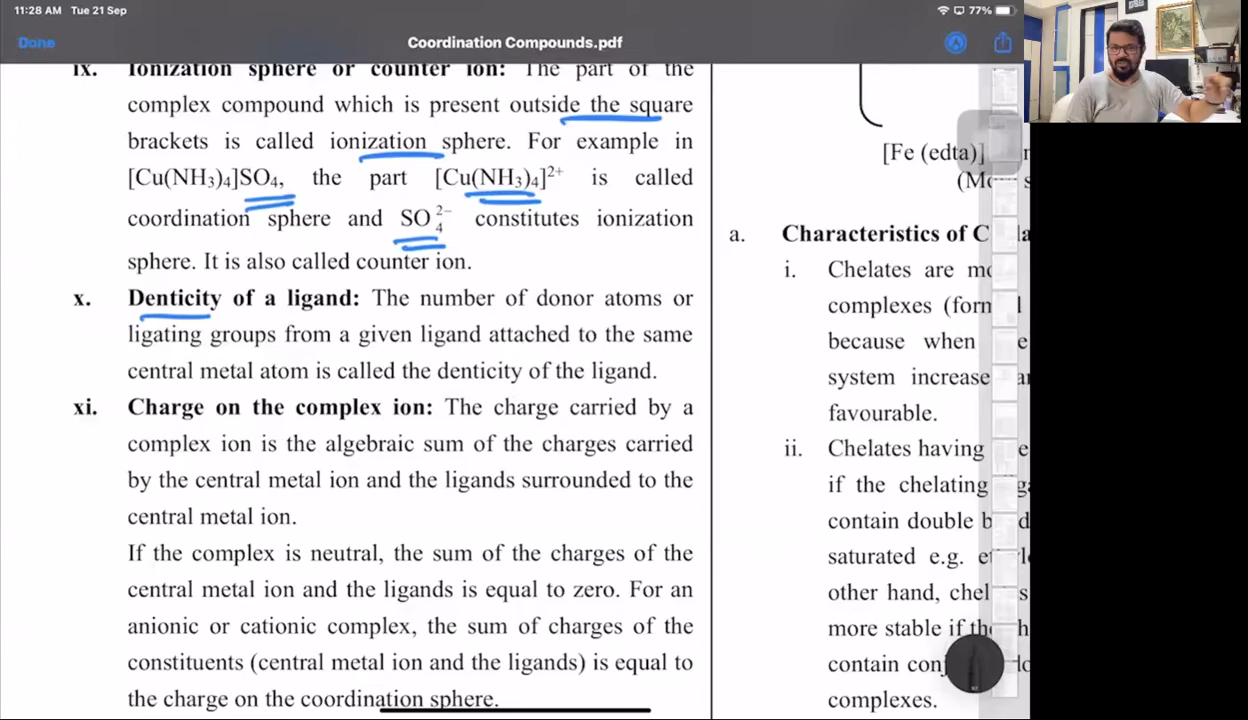 11:28 AM Tue 21 Sep
77%
Done
Coordination Compounds.pdf
ix. Ionization sphere or counter ion: The part of the
complex compound which is present outside the square
brackets is called ionization sphere. For example in
[Cu(NH₃)₄]SO₄, the part [Cu(NH₃)₄]²⁺ is called
coordination sphere and SO₄²⁻ constitutes ionization
sphere. It is also called counter ion.
x. Denticity of a ligand: The number of donor atoms or
ligating groups from a given ligand attached to the same
central metal atom is called the denticity of the ligand.
xi. Charge on the complex ion: The charge carried by a
complex ion is the algebraic sum of the charges carried
by the central metal ion and the ligands surrounded to the
central metal ion.
If the complex is neutral, the sum of the charges of the
central metal ion and the ligands is equal to zero. For an
anionic or cationic complex, the sum of charges of the
constituents (central metal ion and the ligands) is equal to
the charge on the coordination sphere.
[Fe (edta)]
a. Characteristics of
i. Chelates are
complexes
because when
system increase
favourable.
ii. Chelates having
if the chelating
contain double
saturated e.g.
other hand,
more stable if
contain
complexes.